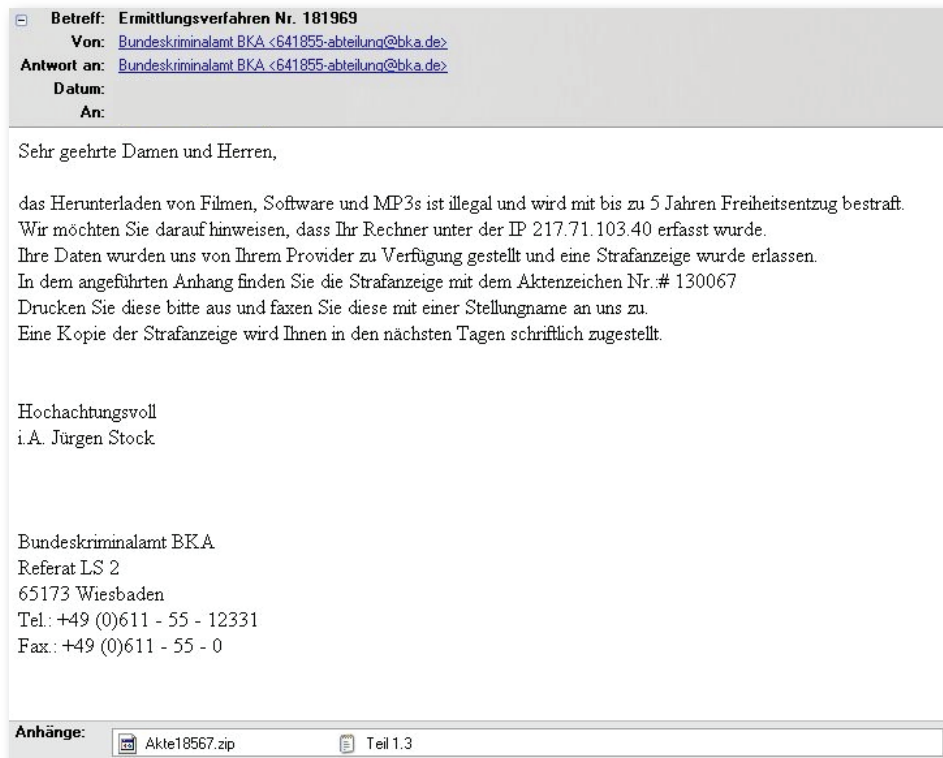 Betreff: Ermittlungsverfahren Nr. 181969
Von: Bundeskriminalamt BKA <641855-abteilung@bka.de>
Antwort an: Bundeskriminalamt BKA <641855-abteilung@bka.de>
Datum:
An:
Sehr geehrte Damen und Herren,
das Herunterladen von Filmen, Software und MP3s ist illegal und wird mit bis zu 5 Jahren Freiheitsentzug bestraft.
Wir möchten Sie darauf hinweisen, dass Ihr Rechner unter der IP 217.71.103.40 erfasst wurde.
Ihre Daten wurden uns von Ihrem Provider zu Verfügung gestellt und eine Strafanzeige wurde erlassen.
In dem angeführten Anhang finden Sie die Strafanzeige mit dem Aktenzeichen Nr.:# 130067
Drucken Sie diese bitte aus und faxen Sie diese mit einer Stellungname an uns zu.
Eine Kopie der Strafanzeige wird Ihnen in den nächsten Tagen schriftlich zugestellt.
Hochachtungsvoll
i.A. Jürgen Stock
Bundeskriminalamt BKA
Referat LS 2
65173 Wiesbaden
Tel.: +49 (0)611 - 55 - 12331
Fax.: +49 (0)611 - 55 - 0
Anhänge: Akte18567.zip Teil 1.3